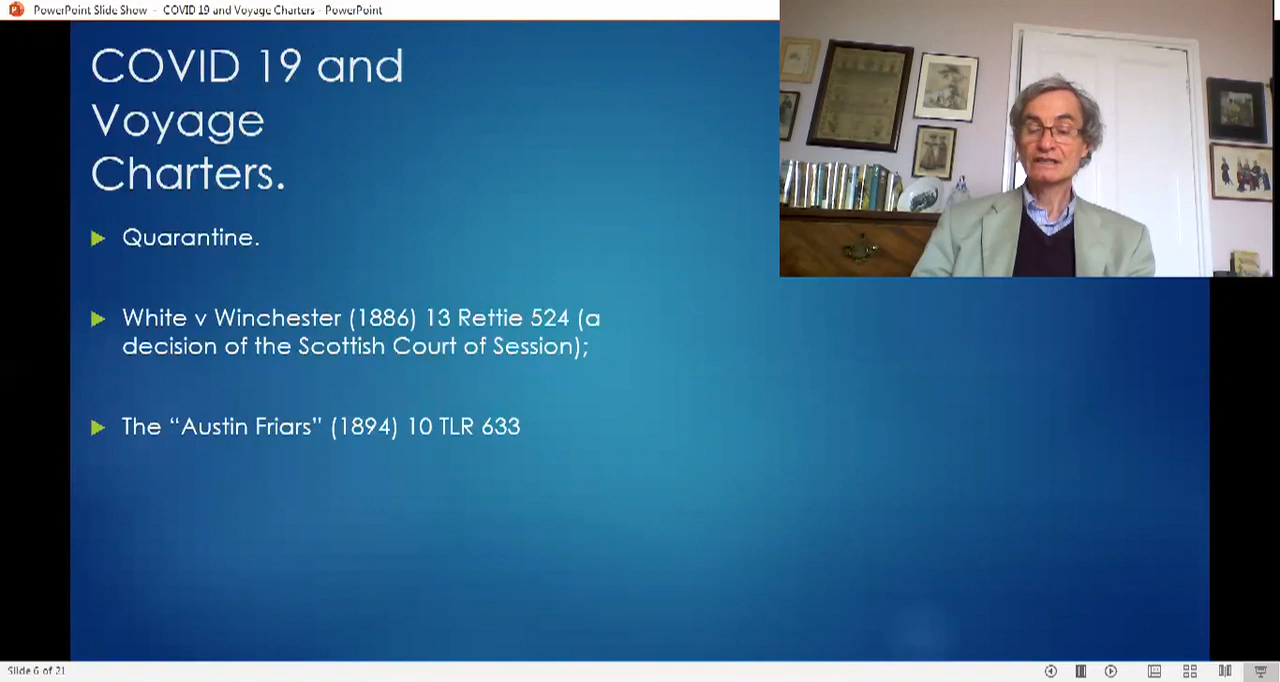 PowerPoint Slide Show - COVID 19 and Voyage Charters - PowerPoint
COVID 19 and
Voyage
Charters.
Quarantine.
White v Winchester (1886) 13 Rettie 524 (a
decision of the Scottish Court of Session);
The “Austin Friars” (1894) 10 TLR 633
Slide 6 of 21